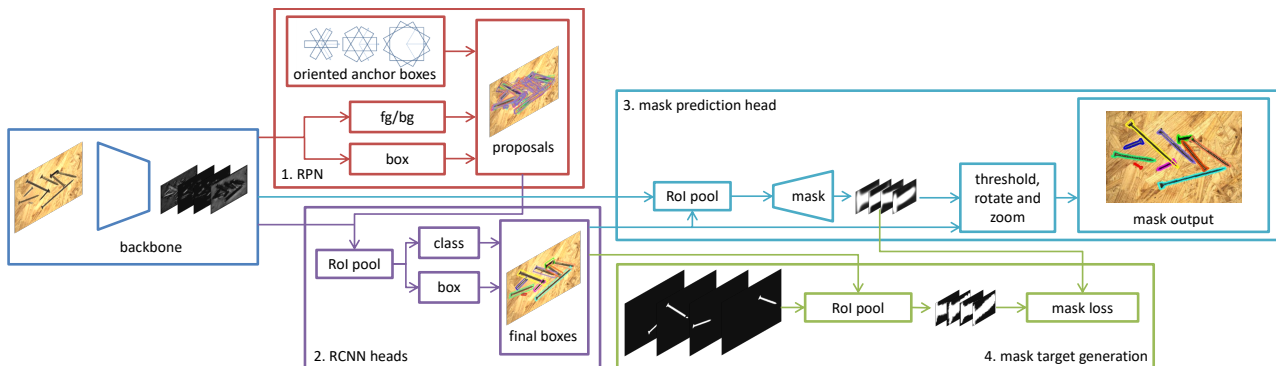 oriented anchor boxes
fg/bg
box
proposals
1. RPN
backbone
RoI pool
class
box
final boxes
2. RCNN heads
3. mask prediction head
RoI pool
mask
threshold,
rotate and
zoom
mask output
RoI pool
mask loss
4. mask target generation